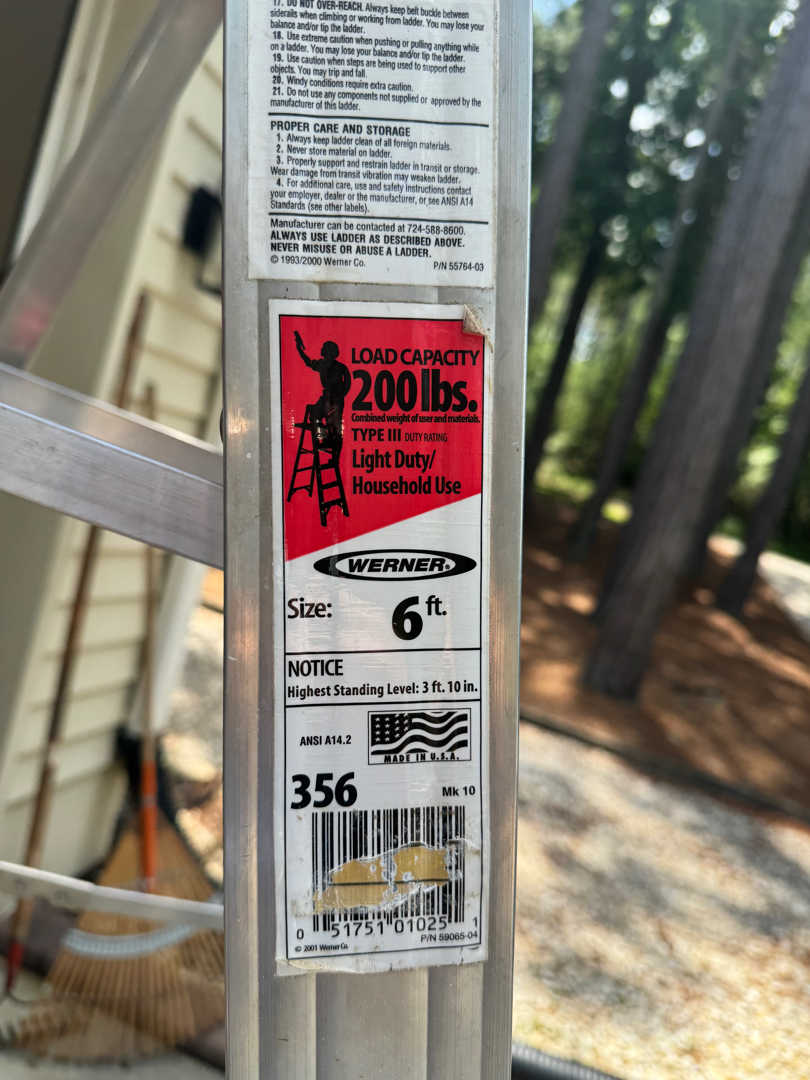 17. DO NOT OVER-REACH. Always keep belt buckle between
siderails when climbing or working from ladder. You may lose your
balance and/or tip the ladder.
18. Use extreme caution when pushing or pulling anything while
on a ladder. You may lose your balance and/or tip the ladder.
19. Use caution when steps are being used to support other
objects. You may trip and fall.
20. Windy conditions require extra caution.
21. Do not use any components not supplied or approved by the
manufacturer of this ladder.
PROPER CARE AND STORAGE
1. Always keep ladder clean of all foreign materials.
2. Never store material on ladder.
3. Properly support and restrain ladder in transit or storage.
Wear damage from transit vibration may weaken ladder.
4. For additional care, use and safety instructions contact
your employer, dealer or the manufacturer, or see ANSI A14
Standards (see other labels).
Manufacturer can be contacted at 724-588-8600.
ALWAYS USE LADDER AS DESCRIBED ABOVE.
NEVER MISUSE OR ABUSE A LADDER.
© 1993/2000 Werner Co. P/N 55764-03
LOAD CAPACITY
200 lbs.
Combined weight of user and materials.
TYPE III DUTY RATING
Light Duty/
Household Use
WERNER®
Size: 6 ft.
NOTICE
Highest Standing Level: 3 ft. 10 in.
ANSI A14.2
MADE IN U.S.A.
356 Mk 10
0 51751 01025 1
© 2001 Werner Co. P/N 59065-04